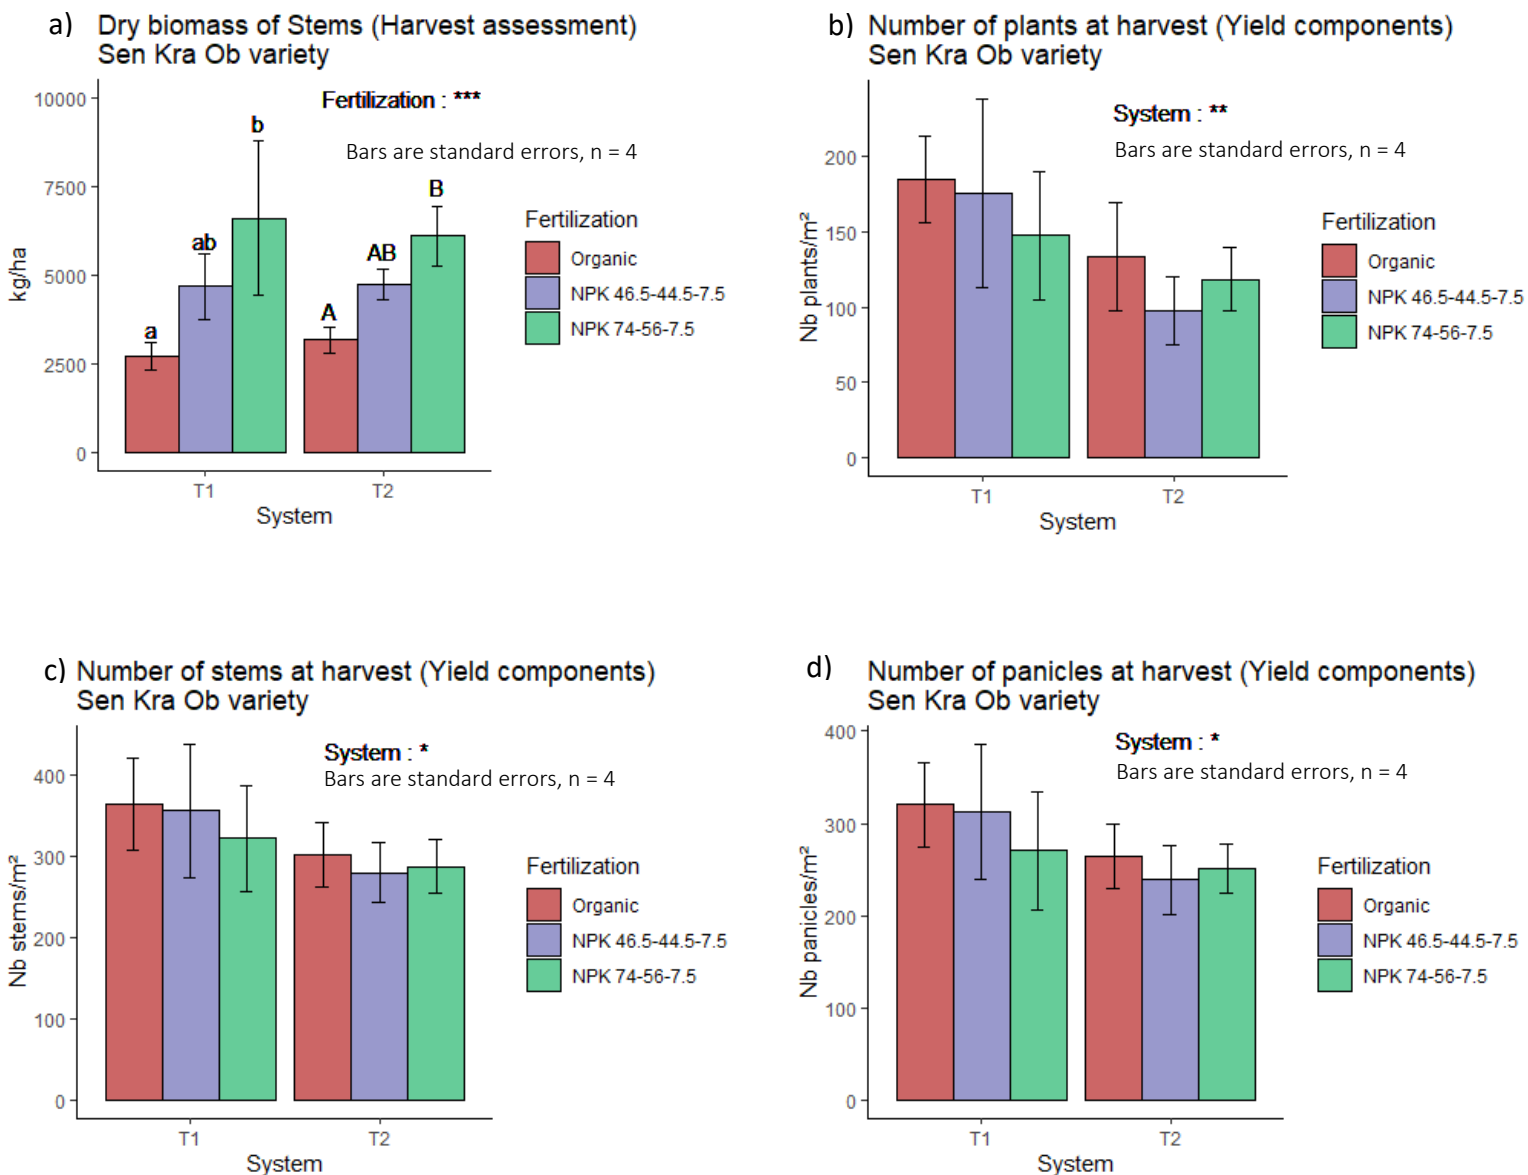 a) Dry biomass of Stems (Harvest assessment)
Sen Kra Ob variety
10000
7500
5000
2500
0
kg/ha
Fertilization : ***
Bars are standard errors, n = 4
a
ab
b
A
AB
B
T1
T2
System
Fertilization
Organic
NPK 46.5-44.5-7.5
NPK 74-56-7.5
b) Number of plants at harvest (Yield components)
Sen Kra Ob variety
200
150
100
50
0
Nb plants/m²
System : **
Bars are standard errors, n = 4
T1
T2
System
Fertilization
Organic
NPK 46.5-44.5-7.5
NPK 74-56-7.5
c) Number of stems at harvest (Yield components)
Sen Kra Ob variety
400
300
200
100
0
Nb stems/m²
System : *
Bars are standard errors, n = 4
T1
T2
System
Fertilization
Organic
NPK 46.5-44.5-7.5
NPK 74-56-7.5
d) Number of panicles at harvest (Yield components)
Sen Kra Ob variety
400
300
200
100
0
Nb panicles/m²
System : *
Bars are standard errors, n = 4
T1
T2
System
Fertilization
Organic
NPK 46.5-44.5-7.5
NPK 74-56-7.5